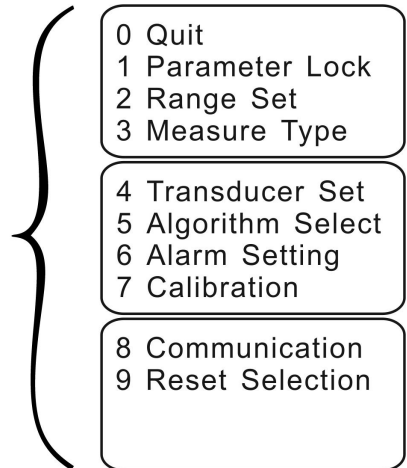 0 Quit
1 Parameter Lock
2 Range Set
3 Measure Type
4 Transducer Set
5 Algorithm Select
6 Alarm Setting
7 Calibration
8 Communication
9 Reset Selection